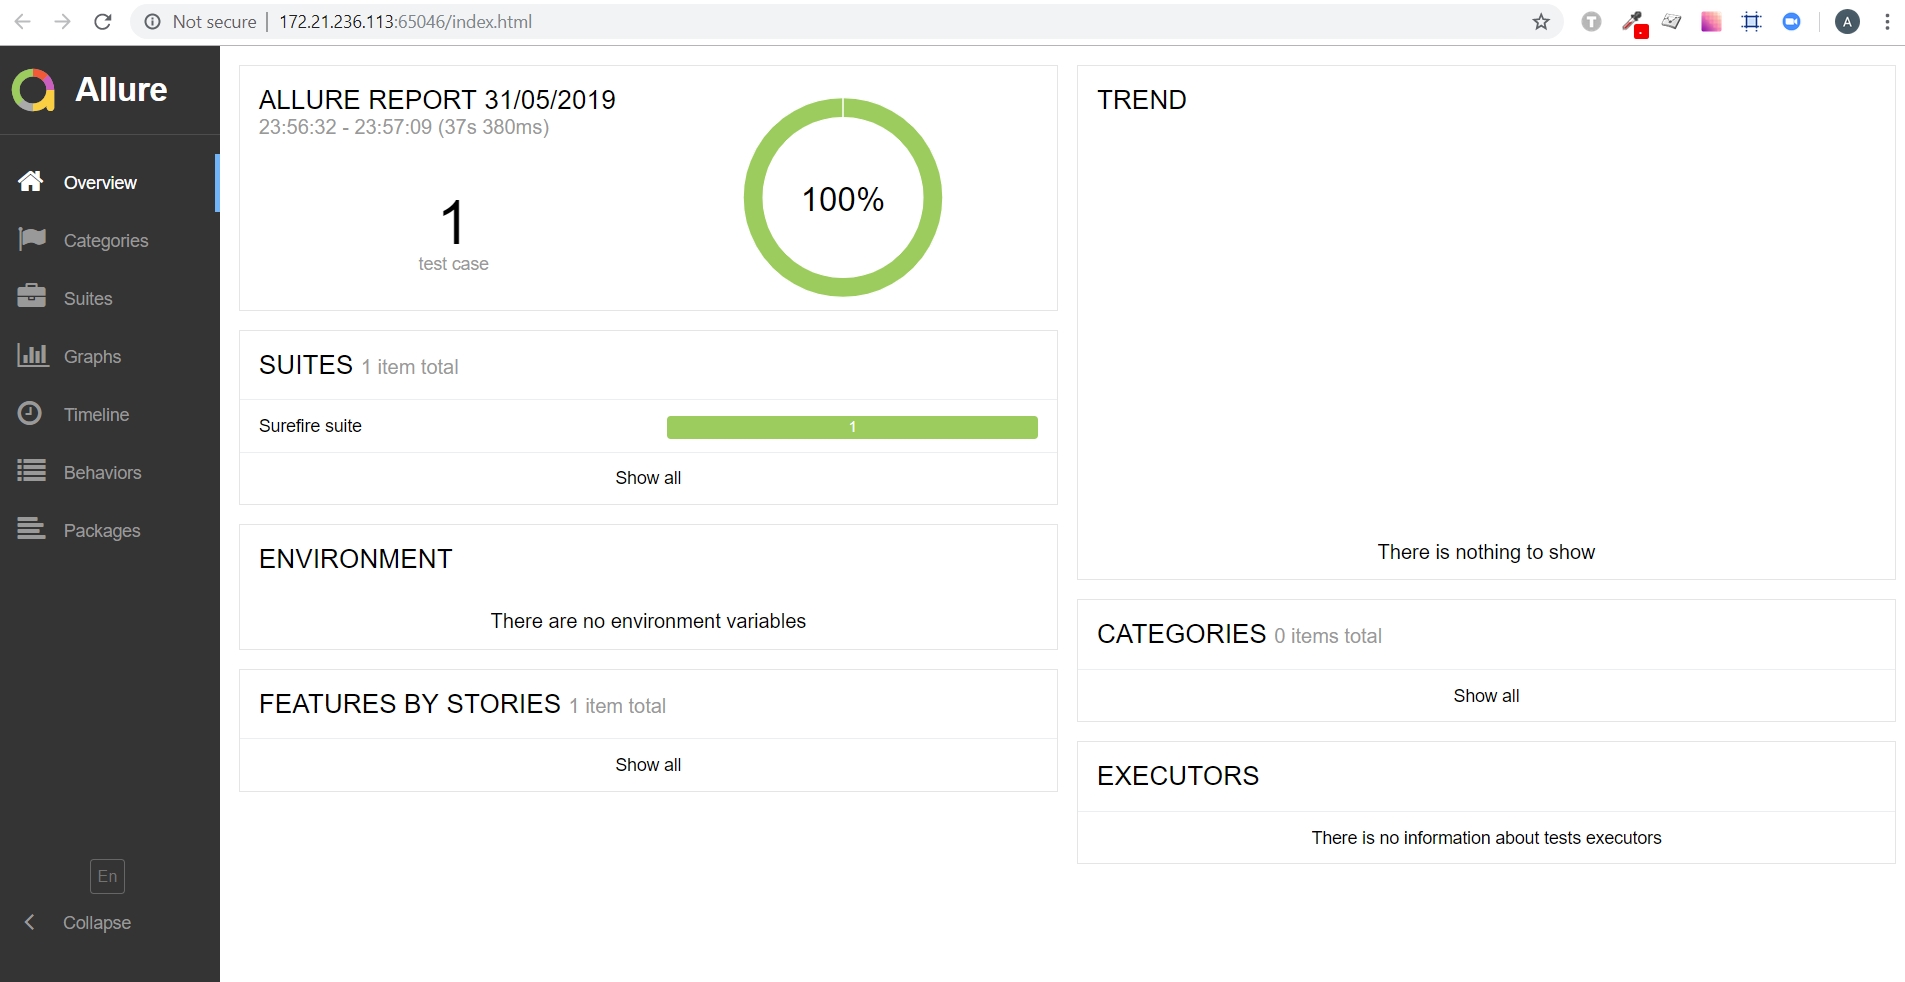 Not secure | 172.21.236.113:65046/index.html
T
A
Allure
Overview
Categories
Suites
Graphs
Timeline
Behaviors
Packages
En
Collapse
ALLURE REPORT 31/05/2019
23:56:32 - 23:57:09 (37s 380ms)
1
test case
100%
SUITES 1 item total
Surefire suite 1
Show all
ENVIRONMENT
There are no environment variables
FEATURES BY STORIES 1 item total
Show all
TREND
There is nothing to show
CATEGORIES 0 items total
Show all
EXECUTORS
There is no information about tests executors